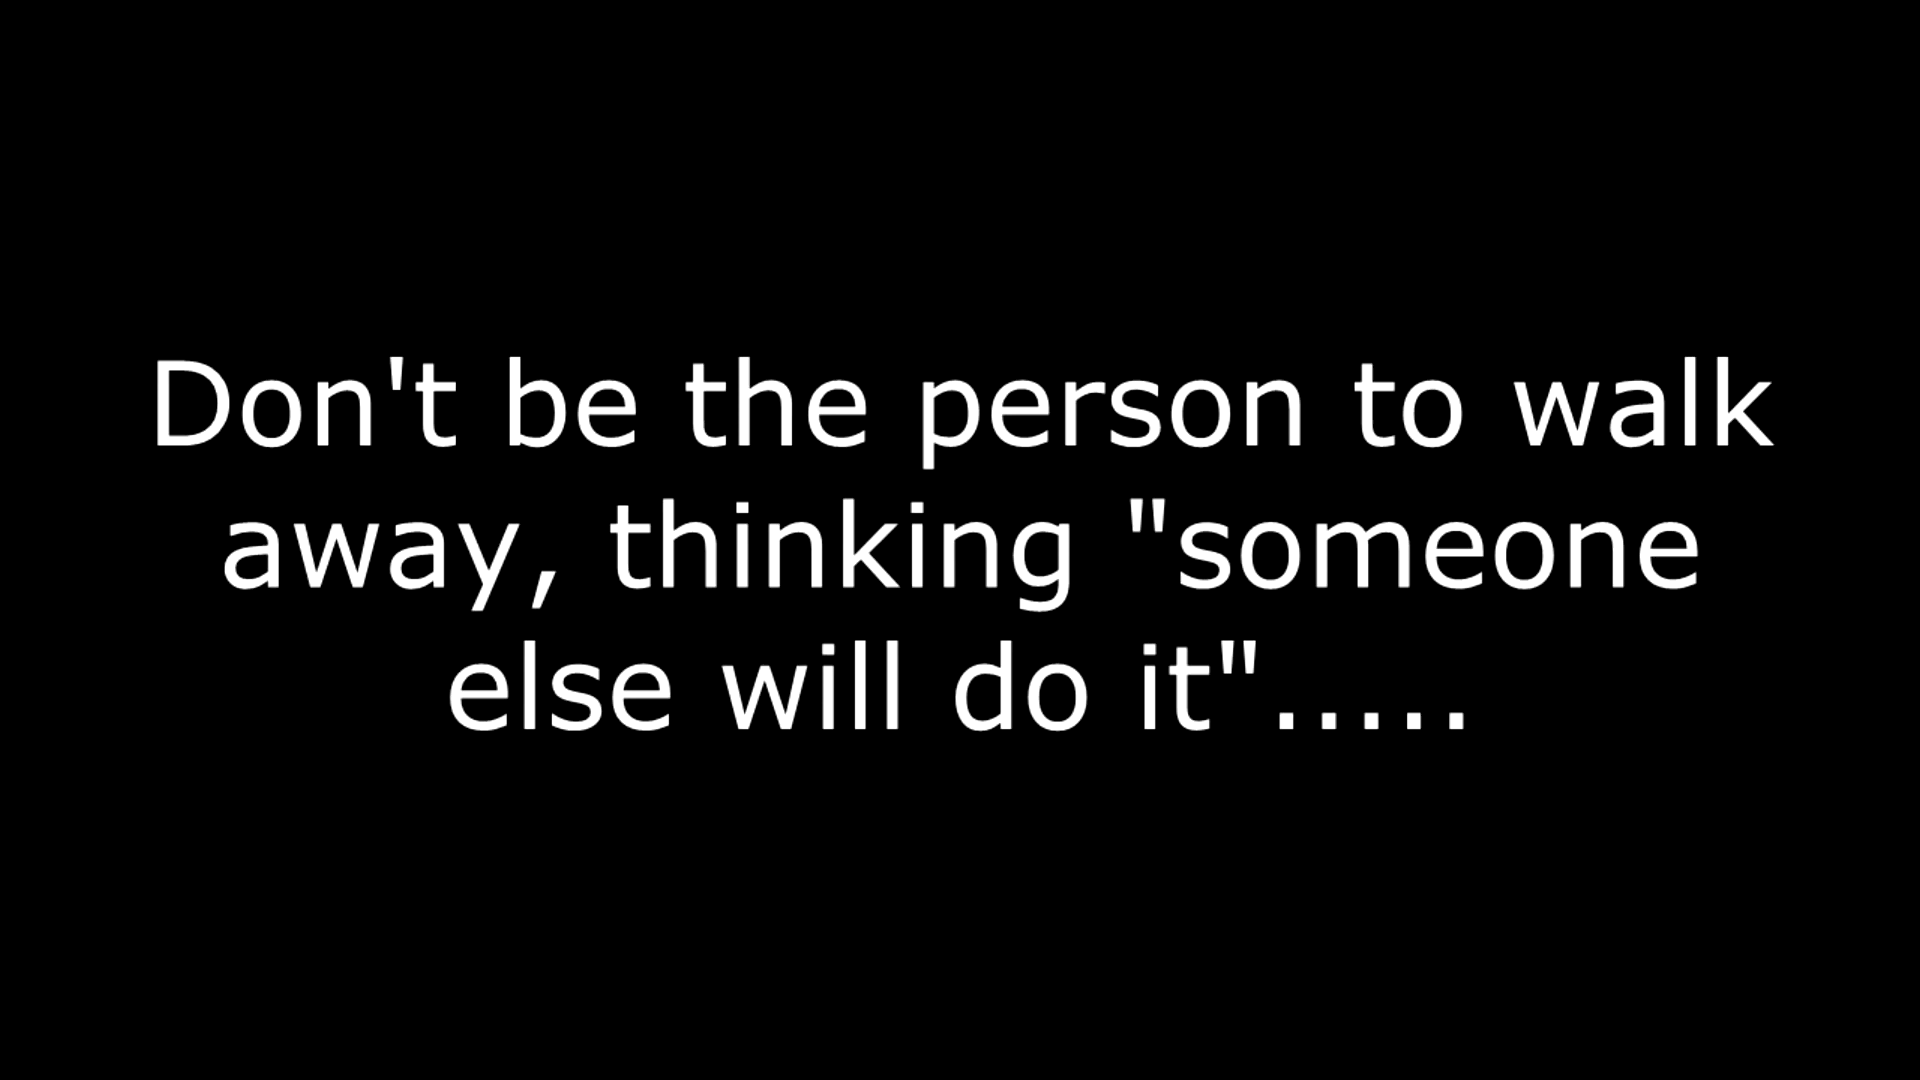 Don't be the person to walk
away, thinking "someone
else will do it".....